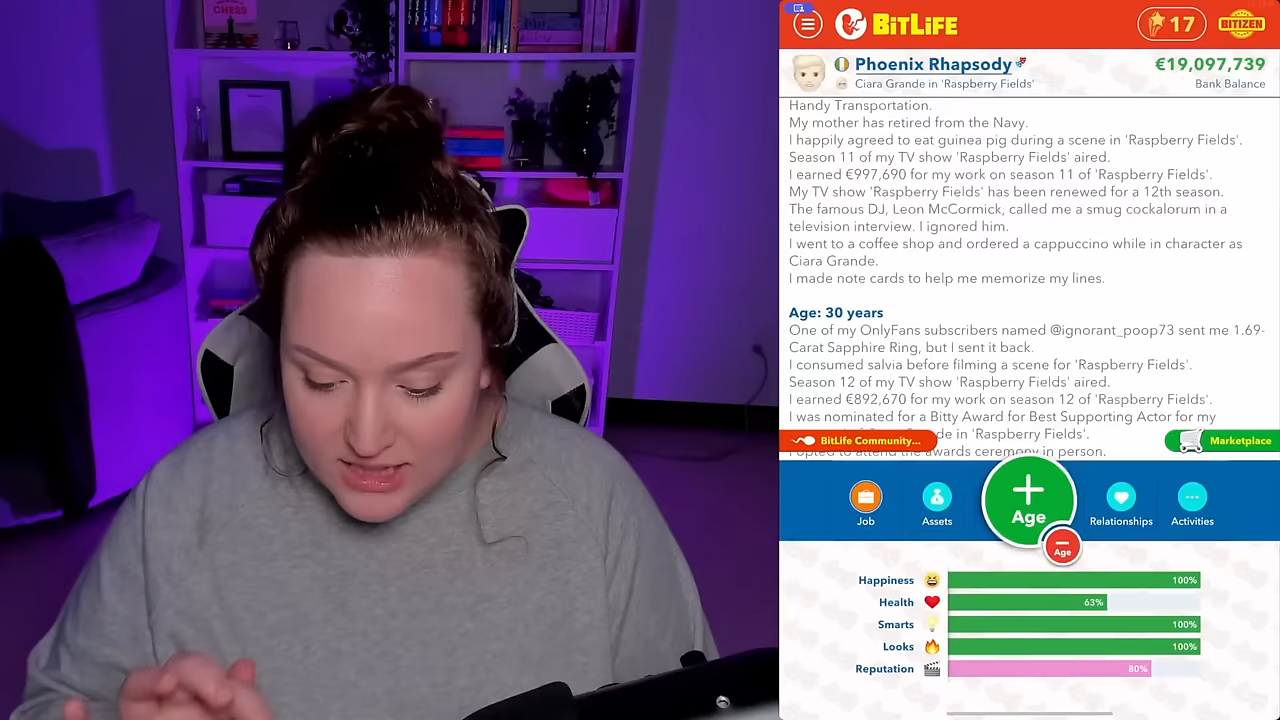 CHESS
BitLife
17
BITIZEN
Phoenix Rhapsody
€19,097,739
Ciara Grande in 'Raspberry Fields'
Bank Balance
Handy Transportation.
My mother has retired from the Navy.
I happily agreed to eat guinea pig during a scene in 'Raspberry Fields'.
Season 11 of my TV show 'Raspberry Fields' aired.
I earned €997,690 for my work on season 11 of 'Raspberry Fields'.
My TV show 'Raspberry Fields' has been renewed for a 12th season.
The famous DJ, Leon McCormick, called me a smug cockalorum in a
television interview. I ignored him.
I went to a coffee shop and ordered a cappuccino while in character as
Ciara Grande.
I made note cards to help me memorize my lines.
Age: 30 years
One of my OnlyFans subscribers named @ignorant_poop73 sent me 1.69-
Carat Sapphire Ring, but I sent it back.
I consumed salvia before filming a scene for 'Raspberry Fields'.
Season 12 of my TV show 'Raspberry Fields' aired.
I earned €892,670 for my work on season 12 of 'Raspberry Fields'.
I was nominated for a Bitty Award for Best Supporting Actor for my
de in 'Raspberry Fields'.
BitLife Community...
Marketplace
I opted to attend the awards ceremony in person.
Job
Assets
+
Age
Relationships
Activities
Age
Happiness
100%
Health
63%
Smarts
100%
Looks
100%
Reputation
80%